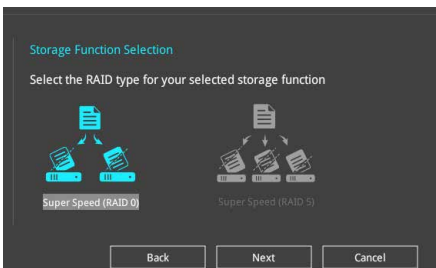 Storage Function Selection
Select the RAID type for your selected storage function
Super Speed (RAID 0)
Super Speed (RAID 5)
Back
Next
Cancel